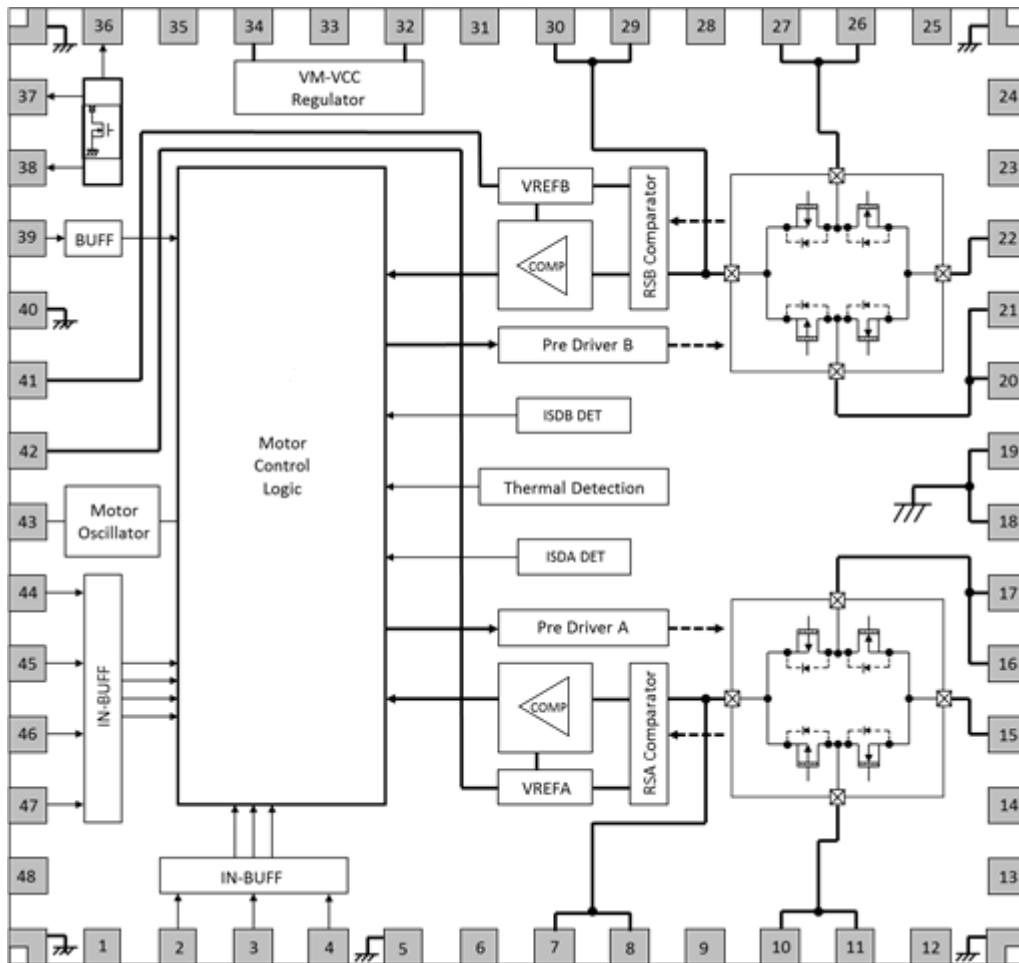 36 35 34 33 32 31 30 29 28 27 26 25
VM-VCC
Regulator
37
24
38
23
VREFB
RSB Comparator
39
BUFF
22
COMP
40
21
Pre Driver B
41
20
ISDB DET
42
Motor
Control
Logic
19
Thermal Detection
43
Motor
Oscillator
18
ISDA DET
44
17
Pre Driver A
45
IN-BUFF
16
COMP
RSA Comparator
46
15
VREFA
47
14
48
IN-BUFF
13
1 2 3 4 5 6 7 8 9 10 11 12